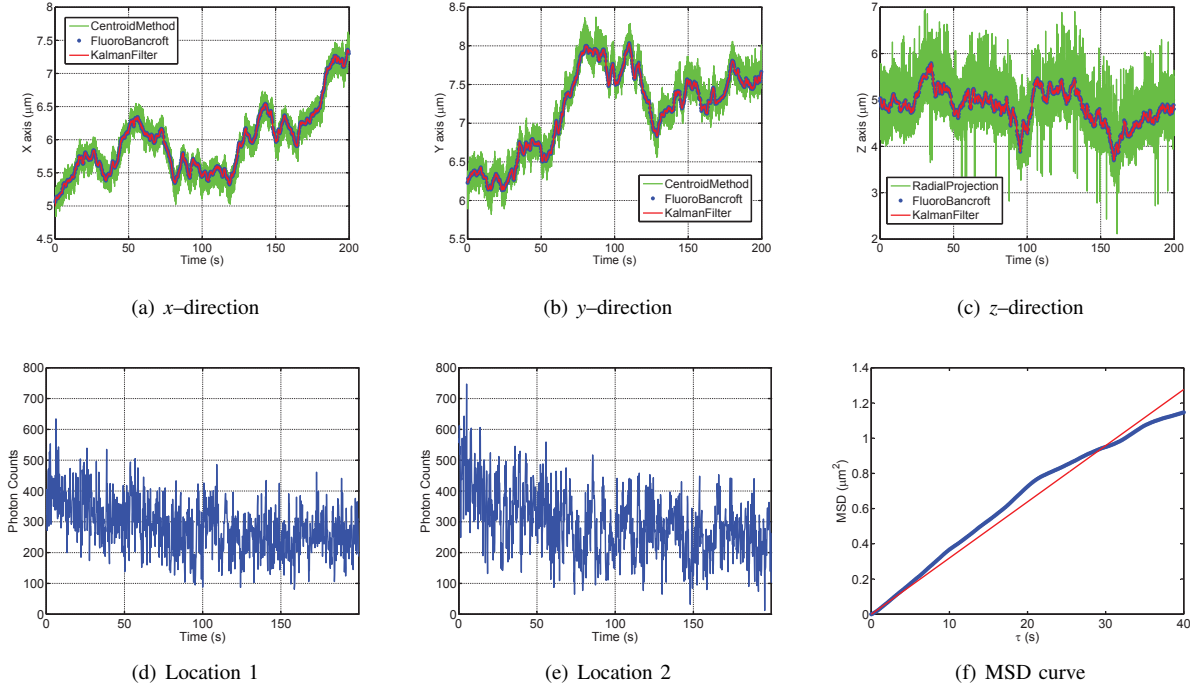 8
7.5
7
6.5
6
5.5
5
4.5
X axis (μm)
CentroidMethod
FluoroBancroft
KalmanFilter
0 50 100 150 200
Time (s)
(a) x–direction
8.5
8
7.5
7
6.5
6
5.5
Y axis (μm)
CentroidMethod
FluoroBancroft
KalmanFilter
0 50 100 150 200
Time (s)
(b) y–direction
7
6
5
4
3
2
Z axis (μm)
RadialProjection
FluoroBancroft
KalmanFilter
0 50 100 150 200
Time (s)
(c) z–direction
800
700
600
500
400
300
200
100
0
Photon Counts
0 50 100 150
Time (s)
(d) Location 1
800
700
600
500
400
300
200
100
0
Photon Counts
0 50 100 150
Time (s)
(e) Location 2
1.4
1.2
1
0.8
0.6
0.4
0.2
0
MSD (μm²)
0 10 20 30 40
τ (s)
(f) MSD curve